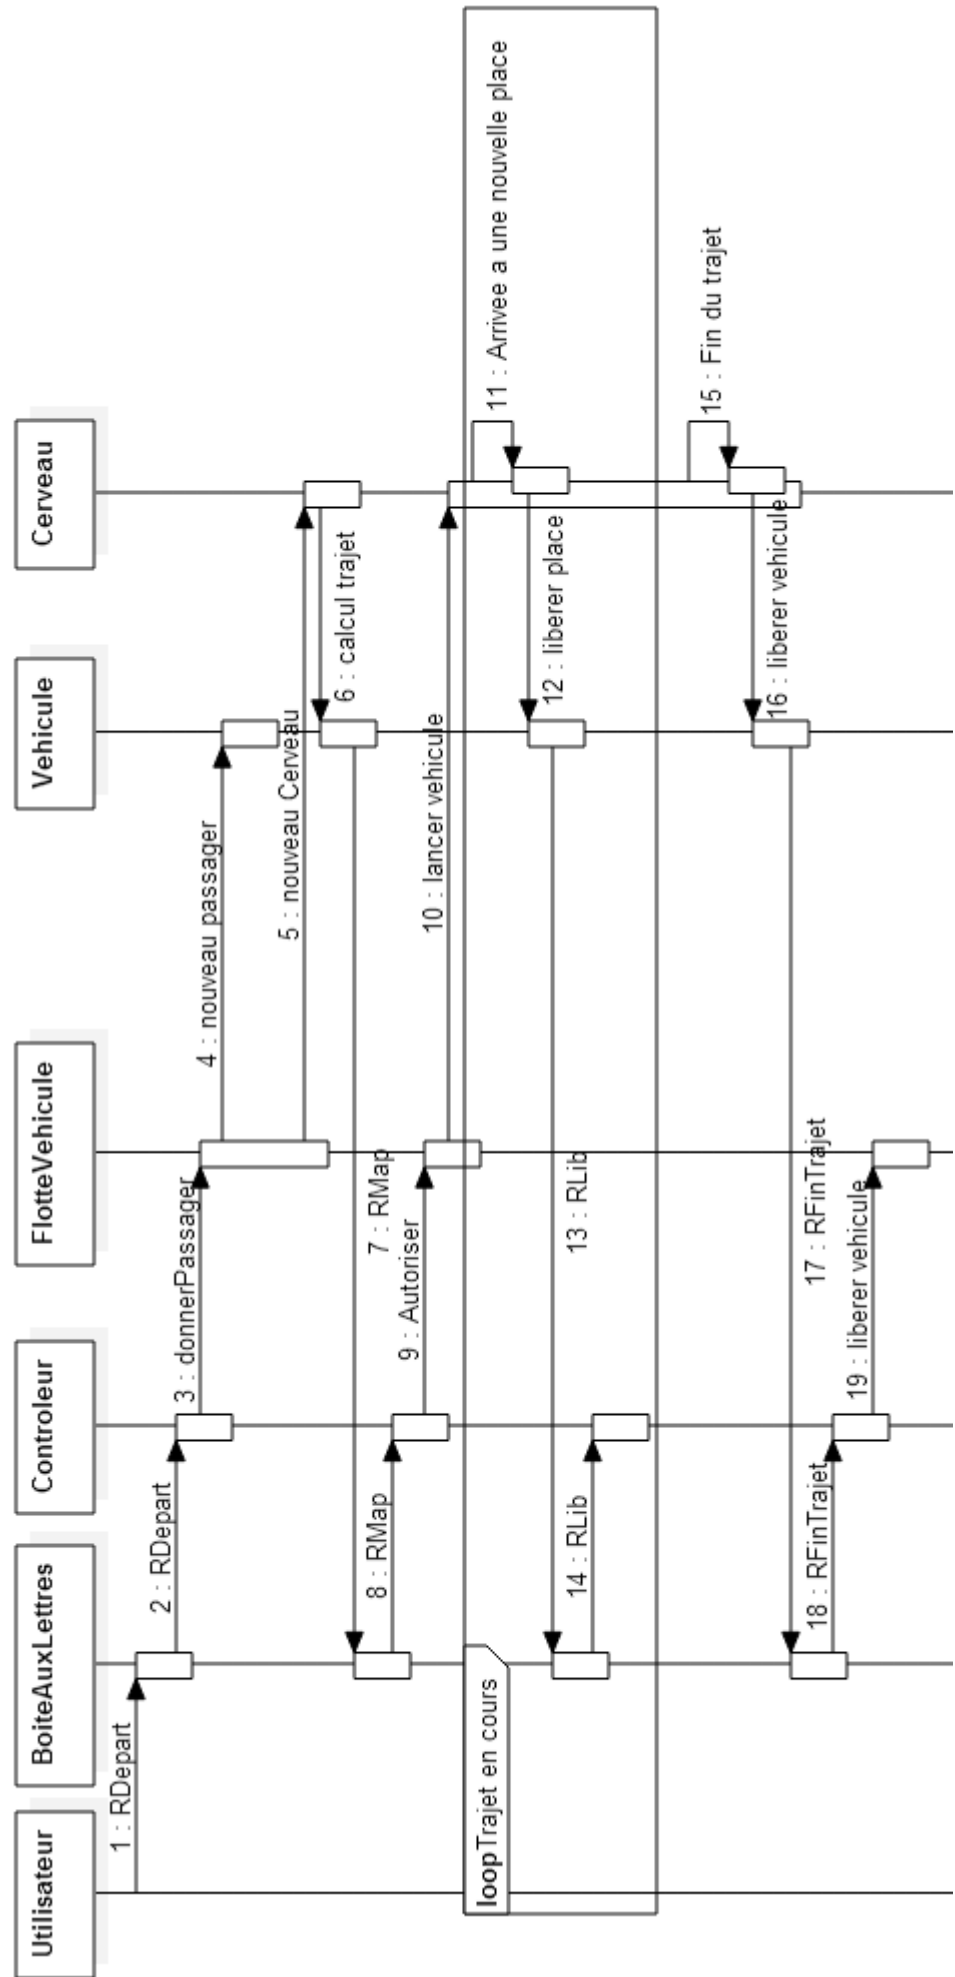 Utilisateur
BoiteAuxLettres
Controleur
FlotteVehicule
Vehicule
Cerveau
1 : RDepart
2 : RDepart
3 : donnerPassager
4 : nouveau passager
5 : nouveau Cerveau
6 : calcul trajet
7 : RMap
8 : RMap
9 : Autoriser
10 : lancer vehicule
loopTrajet en cours
11 : Arrivee a une nouvelle place
12 : liberer place
13 : RLib
14 : RLib
15 : Fin du trajet
16 : liberer vehicule
17 : RFinTrajet
18 : RFinTrajet
19 : liberer vehicule